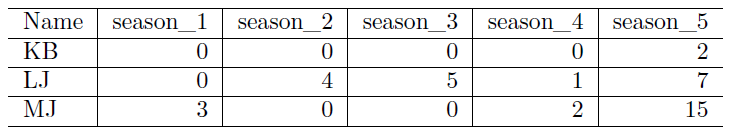 Name season_1 season_2 season_3 season_4 season_5
KB 0 0 0 0 2
LJ 0 4 5 1 7
MJ 3 0 0 2 15